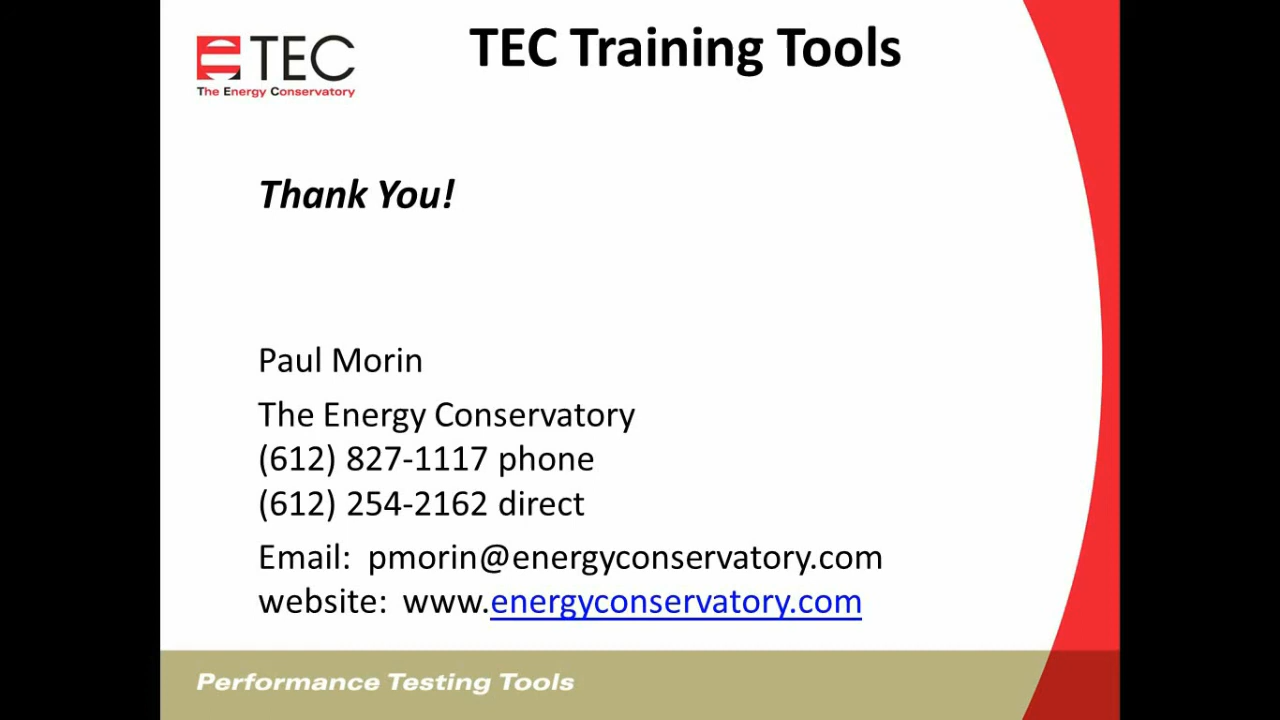 TEC
The Energy Conservatory
TEC Training Tools
Thank You!
Paul Morin
The Energy Conservatory
(612) 827-1117 phone
(612) 254-2162 direct
Email: pmorin@energyconservatory.com
website: www.energyconservatory.com
Performance Testing Tools